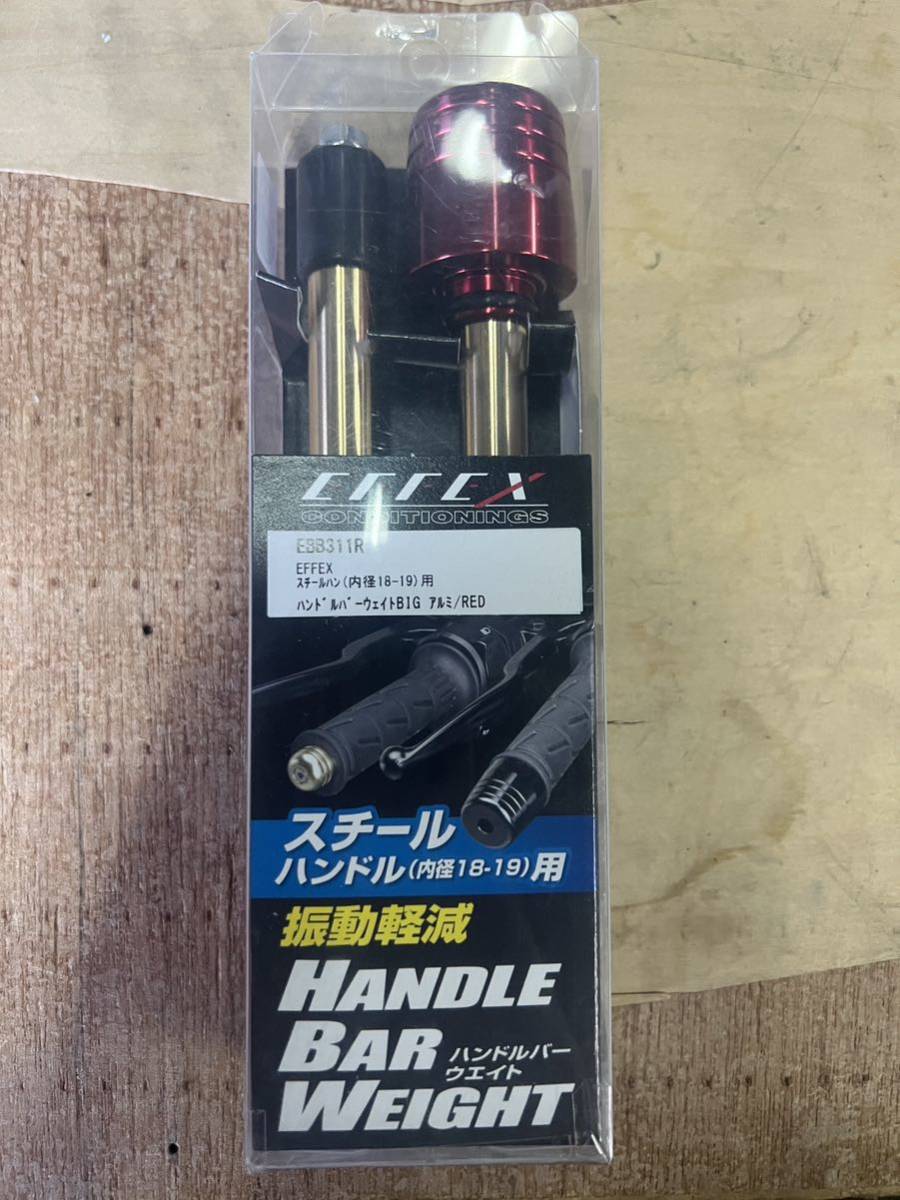 EFFEX
CONDITIONINGS
EBB311R
EFFEX
スチールハン(内径18-19)用
ハンドルバーウェイトBIG アルミ/RED
スチール
ハンドル(内径18-19)用
振動軽減
HANDLE
BAR
ハンドルバー
ウエイト
WEIGHT